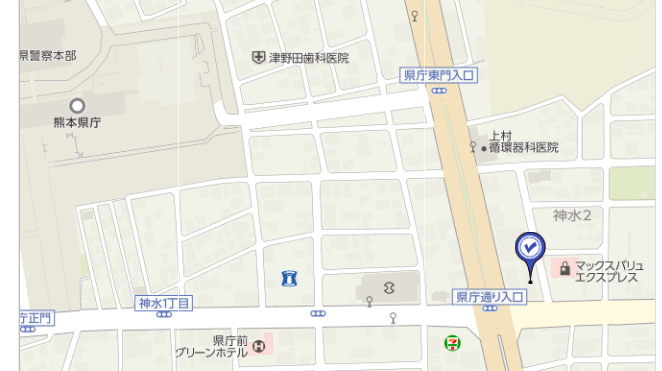 県警察本部
津野田歯科医院
県庁東門入口
熊本県庁
上村
循環器科医院
神水2
マックスバリュ
エクスプレス
県庁通り入口
神水1丁目
庁正門
県庁前
グリーンホテル